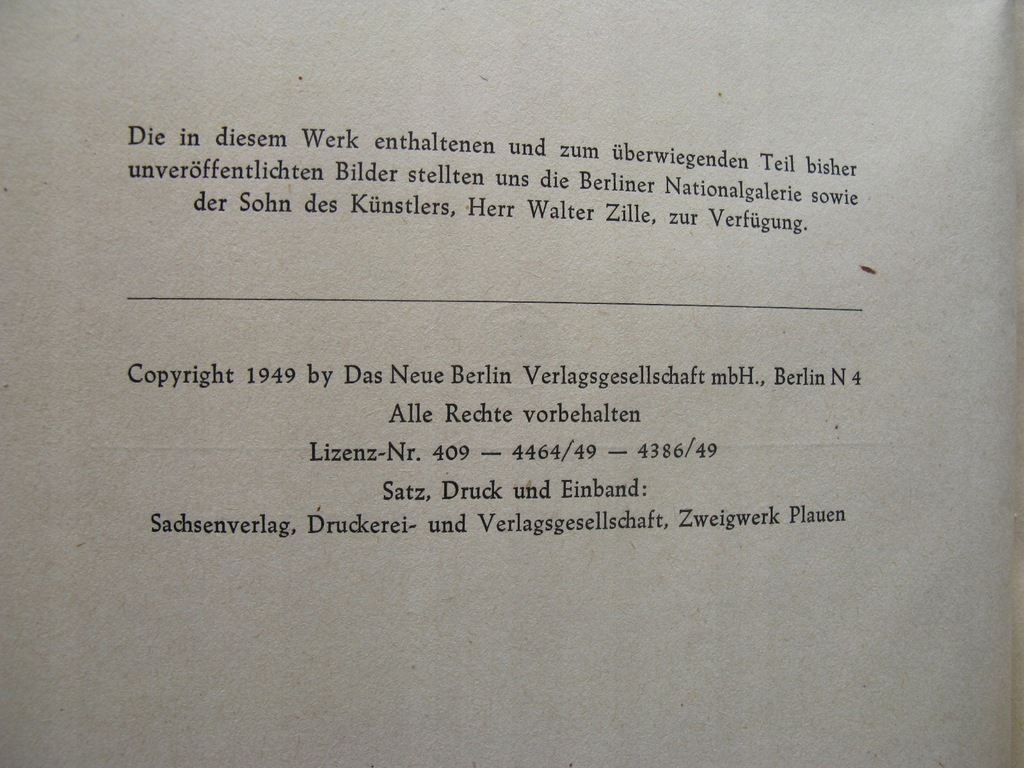 Die in diesem Werk enthaltenen und zum überwiegenden Teil bisher
unveröffentlichten Bilder stellten uns die Berliner Nationalgalerie sowie
der Sohn des Künstlers, Herr Walter Zille, zur Verfügung.
Copyright 1949 by Das Neue Berlin Verlagsgesellschaft mbH., Berlin N 4
Alle Rechte vorbehalten
Lizenz-Nr. 409 — 4464/49 — 4386/49
Satz, Druck und Einband:
Sachsenverlag, Druckerei- und Verlagsgesellschaft, Zweigwerk Plauen